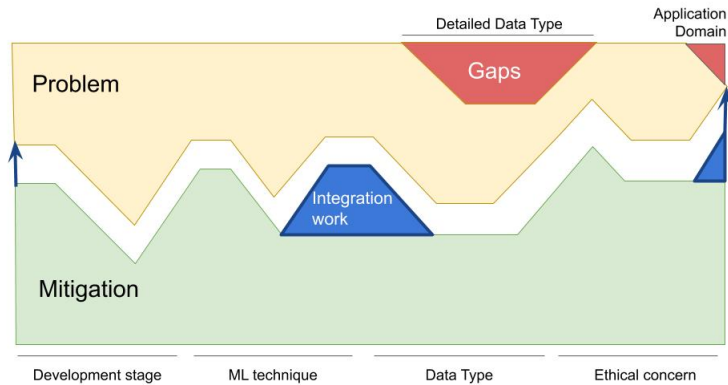 Detailed Data Type
Application
Domain
Gaps
Problem
Integration
work
Mitigation
Development stage
ML technique
Data Type
Ethical concern